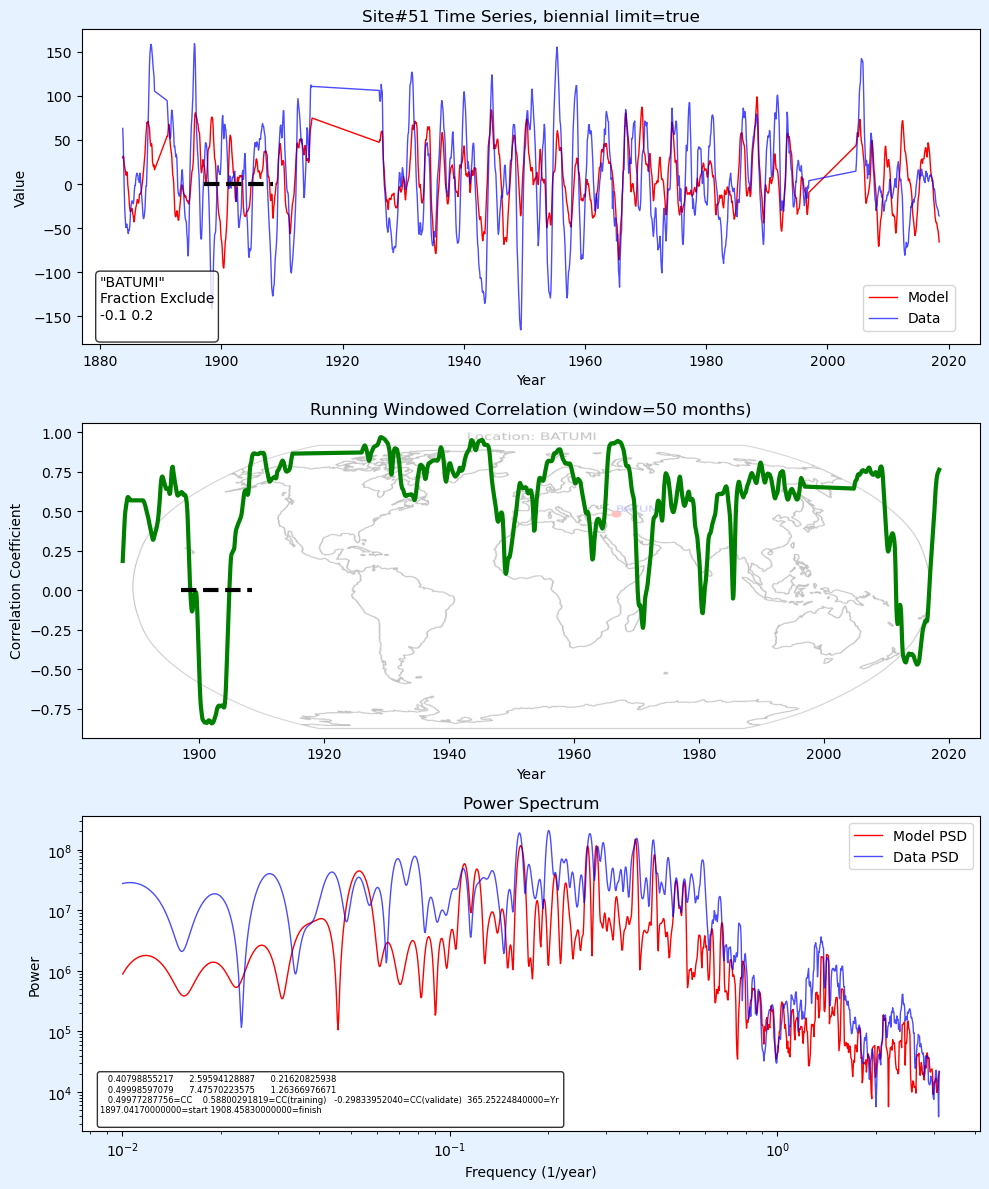 Site#51 Time Series, biennial limit=true
Value
150
100
50
0
−50
−100
−150
"BATUMI"
Fraction Exclude
-0.1 0.2
Model
Data
1880 1900 1920 1940 1960 1980 2000 2020
Year
Running Windowed Correlation (window=50 months)
Location: BATUMI
BATUMI
Correlation Coefficient
1.00
0.75
0.50
0.25
0.00
−0.25
−0.50
−0.75
1900 1920 1940 1960 1980 2000 2020
Year
Power Spectrum
Model PSD
Data PSD
Power
10^8
10^7
10^6
10^5
10^4
0.40798855217 2.59594128887 0.21620825938
0.49998597079 7.47570223575 1.26366976671
0.49977287756=CC 0.58800291819=CC(training) -0.29833952040=CC(validate) 365.25224840000=Yr
1897.04170000000=start 1908.45830000000=finish
10^−2 10^−1 10^0
Frequency (1/year)